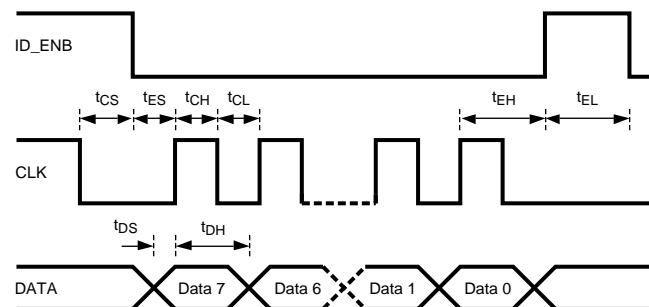 ID_ENB
tCS tES tCH tCL tEH tEL
CLK
tDS tDH
DATA Data 7 Data 6 Data 1 Data 0